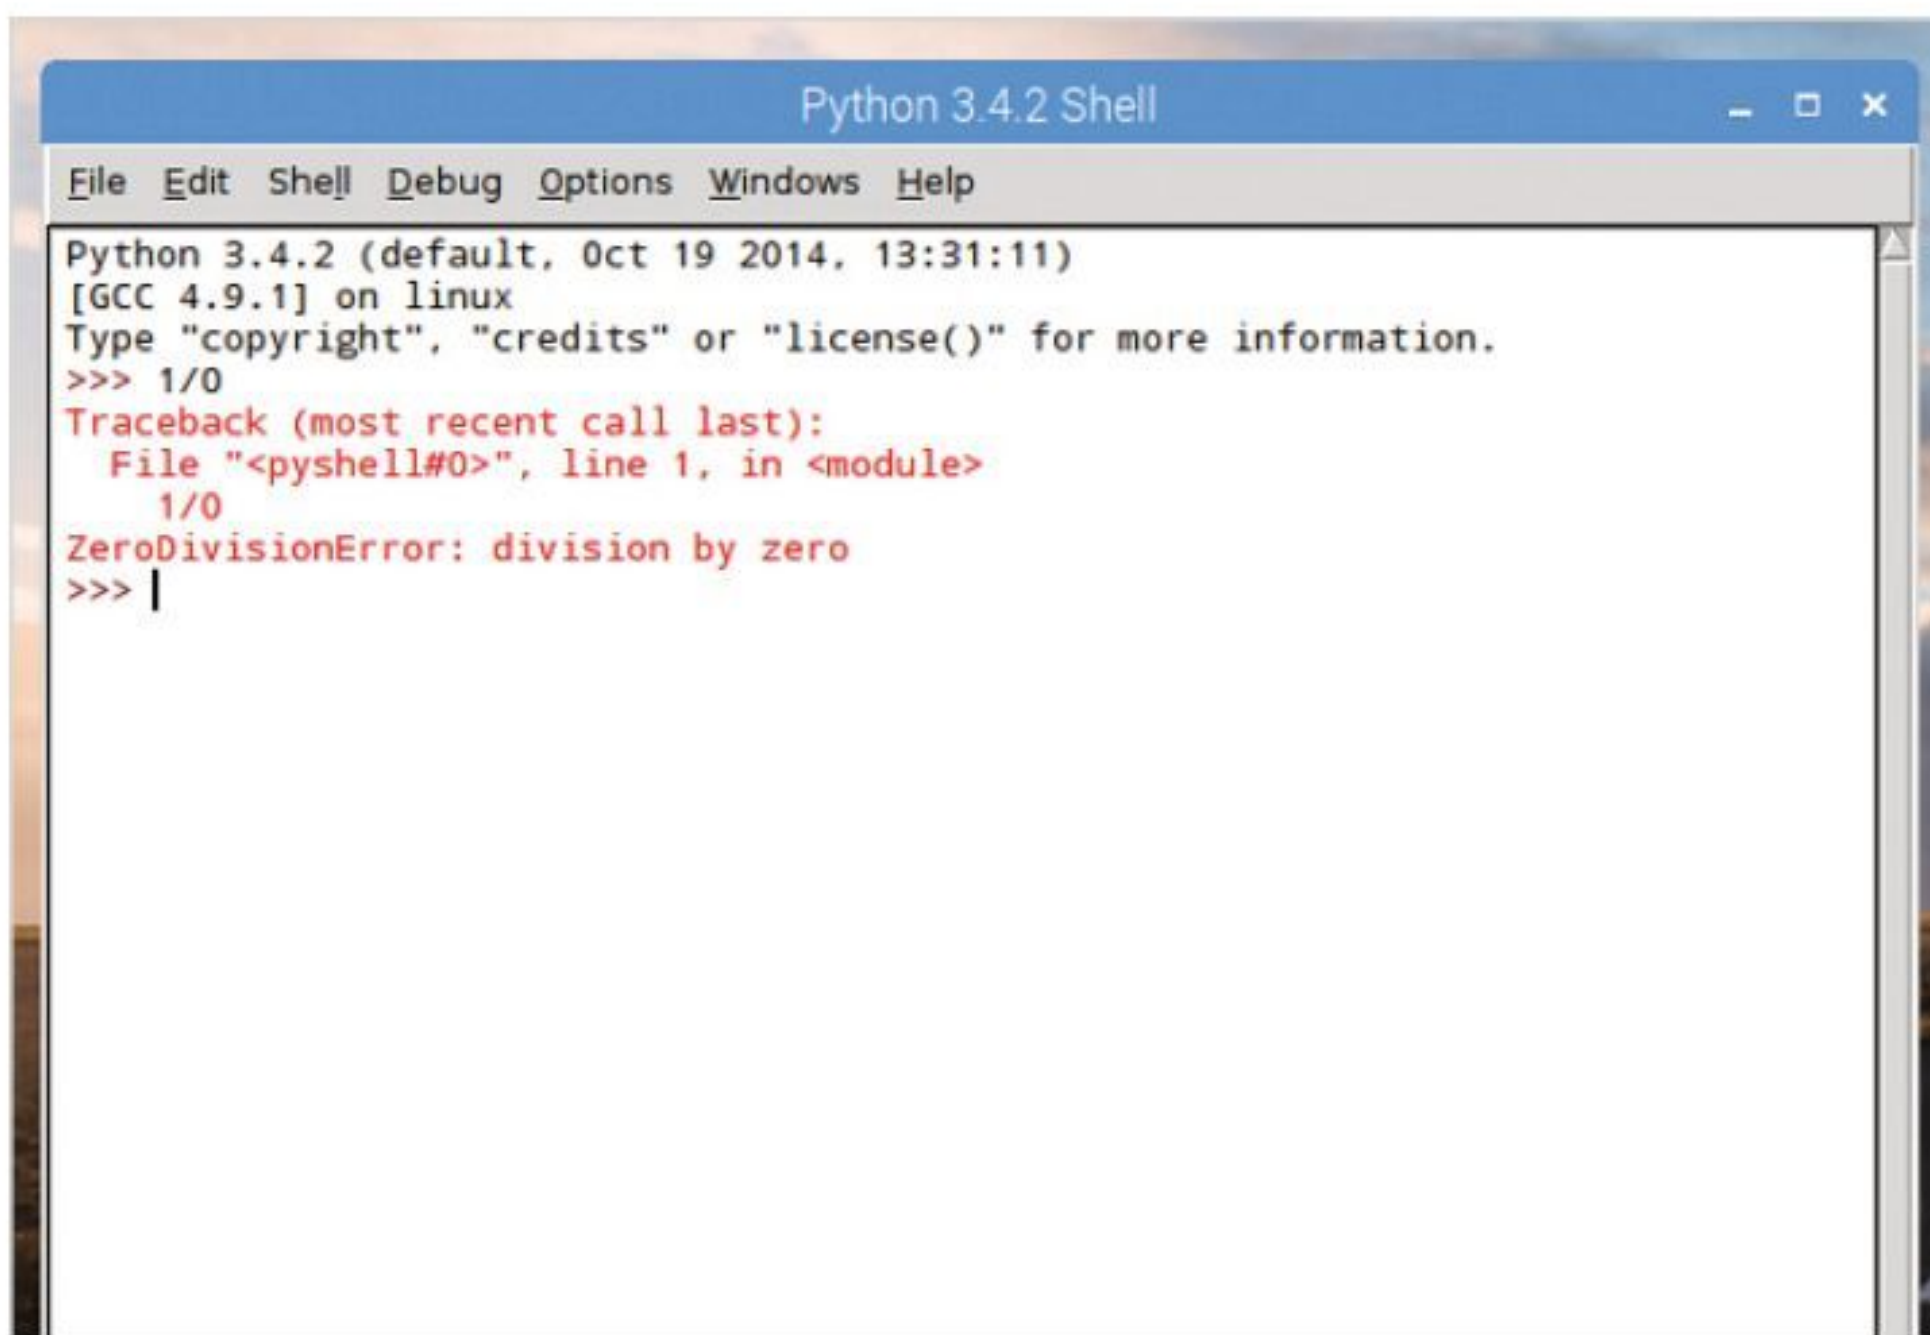 Python 3.4.2 Shell
File Edit Shell Debug Options Windows Help
Python 3.4.2 (default, Oct 19 2014, 13:31:11)
[GCC 4.9.1] on linux
Type "copyright", "credits" or "license()" for more information.
>>> 1/0
Traceback (most recent call last):
  File "<pyshell#0>", line 1, in <module>
    1/0
ZeroDivisionError: division by zero
>>>